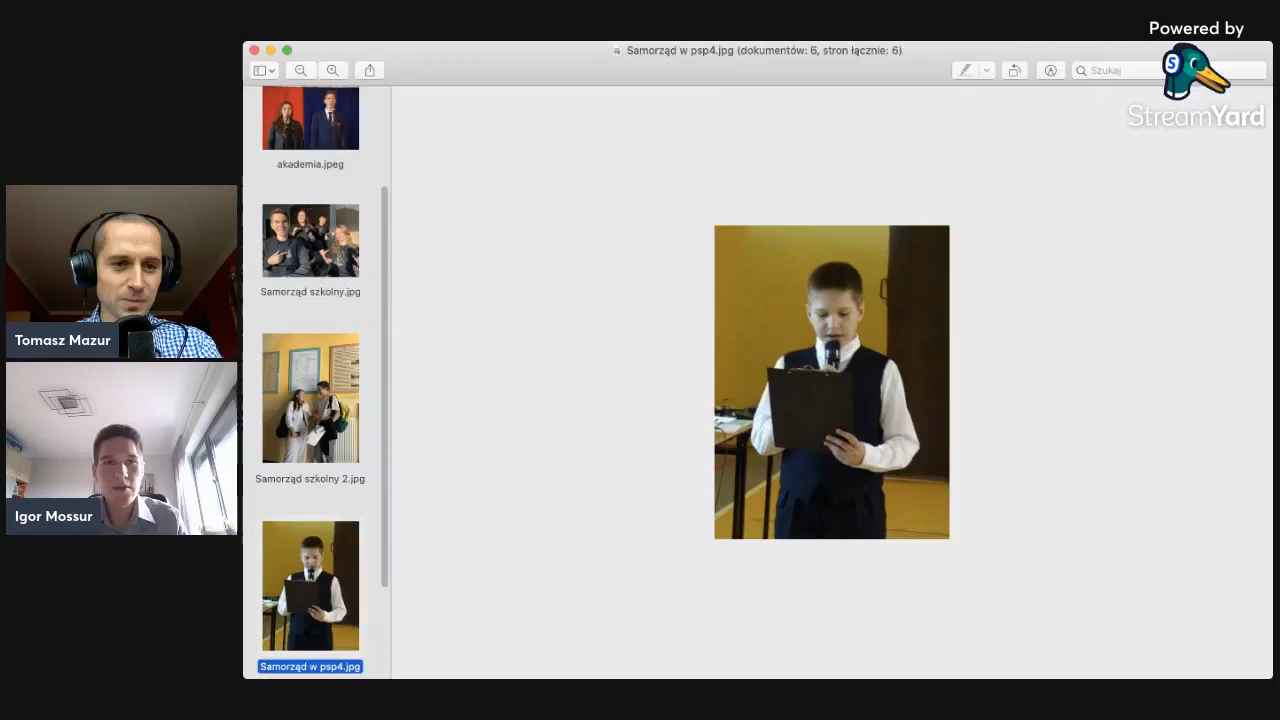 Powered by
StreamYard
Samorząd w psp4.jpg (dokumentów: 6, stron łącznie: 6)
Szukaj
akademia.jpeg
Samorząd szkolny.jpg
Samorząd szkolny 2.jpg
Samorząd w psp4.jpg
Tomasz Mazur
Igor Mossur
S